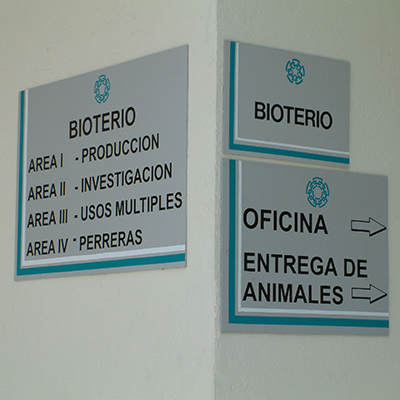 BIOTERIO
AREA I - PRODUCCION
AREA II - INVESTIGACION
AREA III - USOS MULTIPLES
AREA IV - PERRERAS
BIOTERIO
OFICINA
ENTREGA DE
ANIMALES